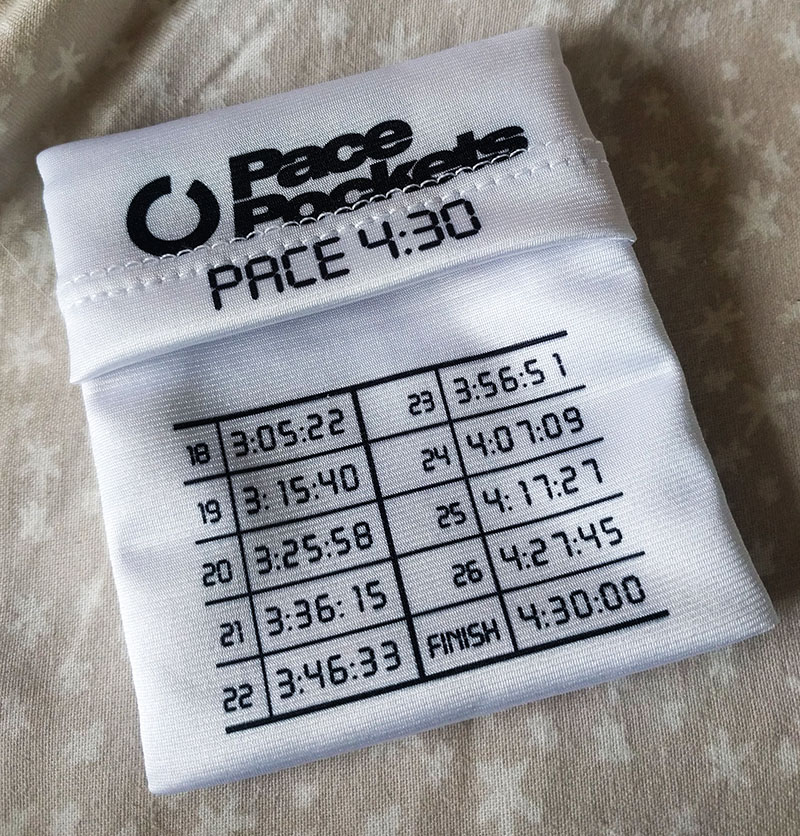 Pace
Pockets
PACE 4:30
18 3:05:22 23 3:56:51
19 3:15:40 24 4:07:09
20 3:25:58 25 4:17:27
21 3:36:15 26 4:27:45
22 3:46:33 FINISH 4:30:00